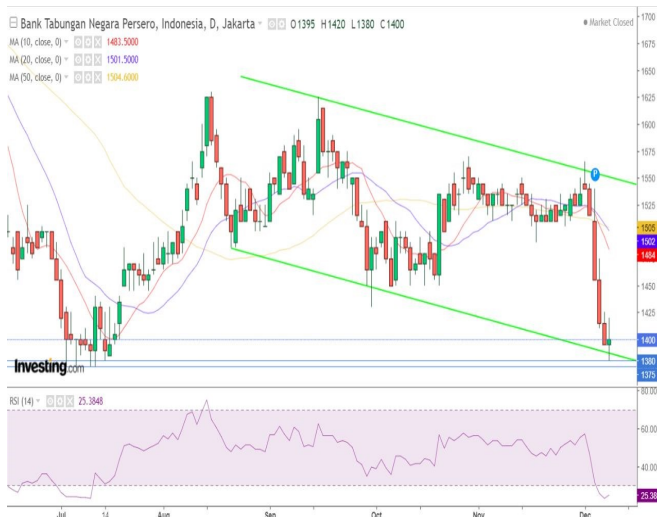 Bank Tabungan Negara Persero, Indonesia, D, Jakarta O1395 H1420 L1380 C1400
Market Closed
MA (10, close, 0) 1483.5000
MA (20, close, 0) 1501.5000
MA (50, close, 0) 1504.6000
P
1700
1675
1650
1625
1600
1575
1550
1525
1505
1502
1484
1450
1425
1400
1380
1375
Investing.com
RSI (14) 25.3848
80.00
60.00
40.00
25.38
Jul 14 Aug Sep Oct Nov Dec